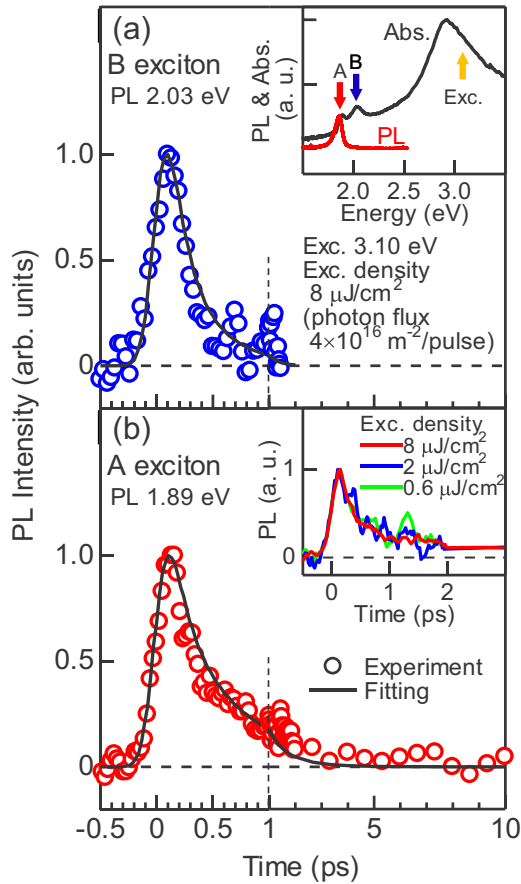 (a)
B exciton
PL 2.03 eV
PL & Abs.
(a. u.)
Abs.
A
B
Exc.
PL
2.0
2.5
3.0
Energy (eV)
Exc. 3.10 eV
Exc. density
8 μJ/cm²
(photon flux
4×10¹⁶ m⁻²/pulse)
1.0
0.5
0
PL Intensity (arb. units)
(b)
A exciton
PL 1.89 eV
Exc. density
8 μJ/cm²
2 μJ/cm²
0.6 μJ/cm²
PL (a. u.)
1
0
0
1
2
Time (ps)
Experiment
Fitting
1.0
0.5
0
-0.5
0
0.5
1
5
10
Time (ps)